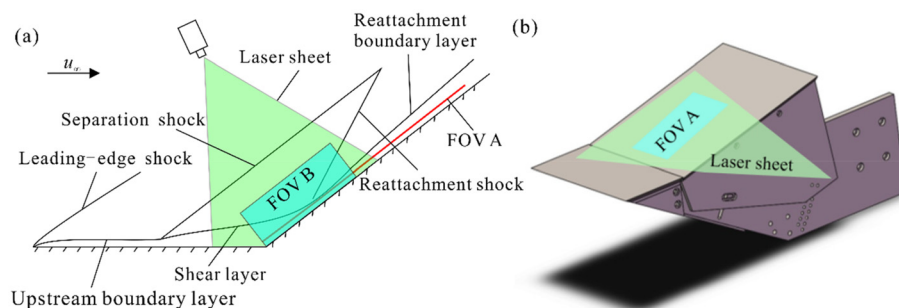 (a)
u∞
Laser sheet
Reattachment
boundary layer
Separation shock
FOV A
Leading-edge shock
FOV B
Reattachment shock
Shear layer
Upstream boundary layer
(b)
FOV A
Laser sheet